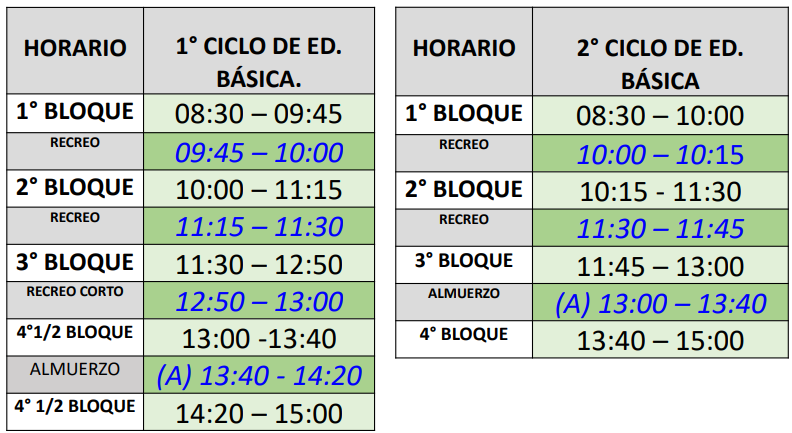 HORARIO 1° CICLO DE ED. BÁSICA.
1° BLOQUE 08:30 – 09:45
RECREO 09:45 – 10:00
2° BLOQUE 10:00 – 11:15
RECREO 11:15 – 11:30
3° BLOQUE 11:30 – 12:50
RECREO CORTO 12:50 – 13:00
4°1/2 BLOQUE 13:00 -13:40
ALMUERZO (A) 13:40 - 14:20
4° 1/2 BLOQUE 14:20 – 15:00
HORARIO 2° CICLO DE ED. BÁSICA
1° BLOQUE 08:30 – 10:00
RECREO 10:00 – 10:15
2° BLOQUE 10:15 - 11:30
RECREO 11:30 – 11:45
3° BLOQUE 11:45 – 13:00
ALMUERZO (A) 13:00 – 13:40
4° BLOQUE 13:40 – 15:00